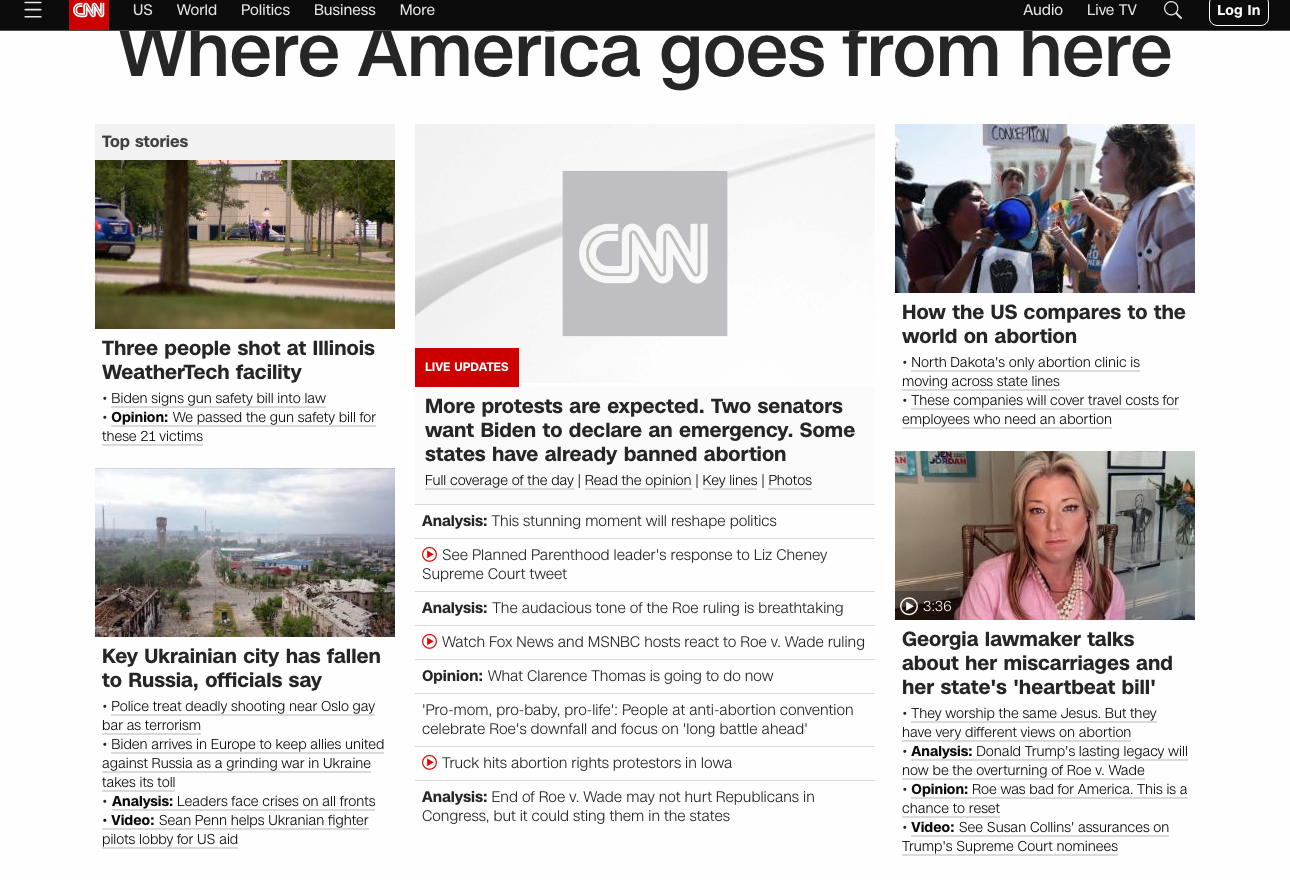 CNN
US
World
Politics
Business
More
Audio
Live TV
Log In
Where America goes from here
Top stories
Three people shot at Illinois
WeatherTech facility
• Biden signs gun safety bill into law
• Opinion: We passed the gun safety bill for
these 21 victims
Key Ukrainian city has fallen
to Russia, officials say
• Police treat deadly shooting near Oslo gay
bar as terrorism
• Biden arrives in Europe to keep allies united
against Russia as a grinding war in Ukraine
takes its toll
• Analysis: Leaders face crises on all fronts
• Video: Sean Penn helps Ukranian fighter
pilots lobby for US aid
CNN
LIVE UPDATES
More protests are expected. Two senators
want Biden to declare an emergency. Some
states have already banned abortion
Full coverage of the day | Read the opinion | Key lines | Photos
Analysis: This stunning moment will reshape politics
See Planned Parenthood leader's response to Liz Cheney
Supreme Court tweet
Analysis: The audacious tone of the Roe ruling is breathtaking
Watch Fox News and MSNBC hosts react to Roe v. Wade ruling
Opinion: What Clarence Thomas is going to do now
'Pro-mom, pro-baby, pro-life': People at anti-abortion convention
celebrate Roe's downfall and focus on 'long battle ahead'
Truck hits abortion rights protestors in Iowa
Analysis: End of Roe v. Wade may not hurt Republicans in
Congress, but it could sting them in the states
CONCEPTION
How the US compares to the
world on abortion
• North Dakota's only abortion clinic is
moving across state lines
• These companies will cover travel costs for
employees who need an abortion
JEN
JORDAN
3:36
Georgia lawmaker talks
about her miscarriages and
her state's 'heartbeat bill'
• They worship the same Jesus. But they
have very different views on abortion
• Analysis: Donald Trump's lasting legacy will
now be the overturning of Roe v. Wade
• Opinion: Roe was bad for America. This is a
chance to reset
• Video: See Susan Collins' assurances on
Trump's Supreme Court nominees